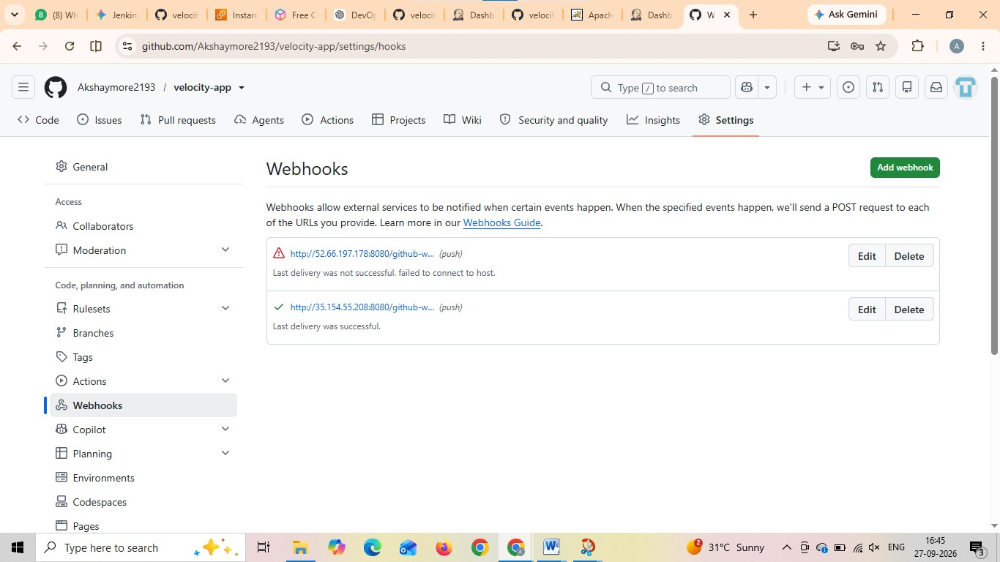 8
(8) Wh
Jenkin
velocit
Instan
Free C
DevOp
velocit
Dashb
velocit
Apach
Dashb
W
Ask Gemini
github.com/Akshaymore2193/velocity-app/settings/hooks
A
Akshaymore2193 / velocity-app
Type / to search
Code
Issues
Pull requests
Agents
Actions
Projects
Wiki
Security and quality
Insights
Settings
General
Access
Collaborators
Moderation
Code, planning, and automation
Rulesets
Branches
Tags
Actions
Webhooks
Copilot
Planning
Environments
Codespaces
Pages
Webhooks
Add webhook
Webhooks allow external services to be notified when certain events happen. When the specified events happen, we'll send a POST request to each
of the URLs you provide. Learn more in our Webhooks Guide.
http://52.66.197.178:8080/github-w... (push)
Edit
Delete
Last delivery was not successful. failed to connect to host.
http://35.154.55.208:8080/github-w... (push)
Edit
Delete
Last delivery was successful.
Type here to search
2
31°C Sunny
ENG
16:45
27-09-2026
3